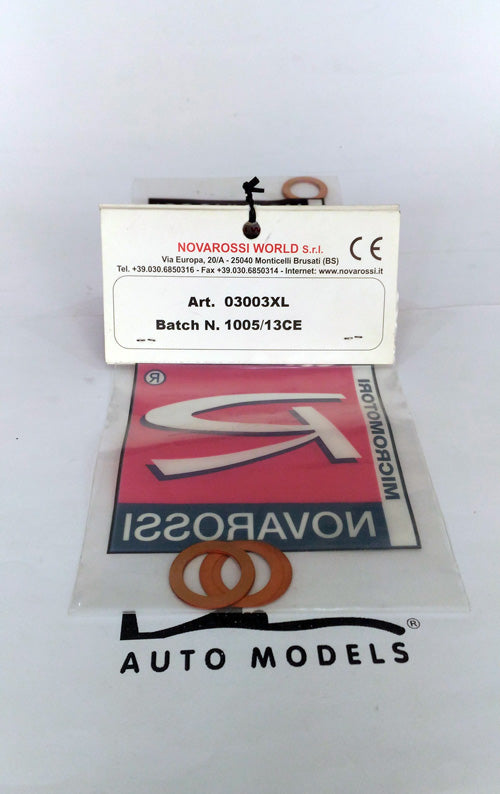 NOVAROSSI WORLD S.r.l.
Via Europa, 20/A - 25040 Monticelli Brusati (BS)
Tel. +39.030.6850316 - Fax +39.030.6850314 - Internet: www.novarossi.it
CE
Art. 03003XL
Batch N. 1005/13CE
®
MICROMOTORI
NOVAROSSI
®
AUTO MODELS